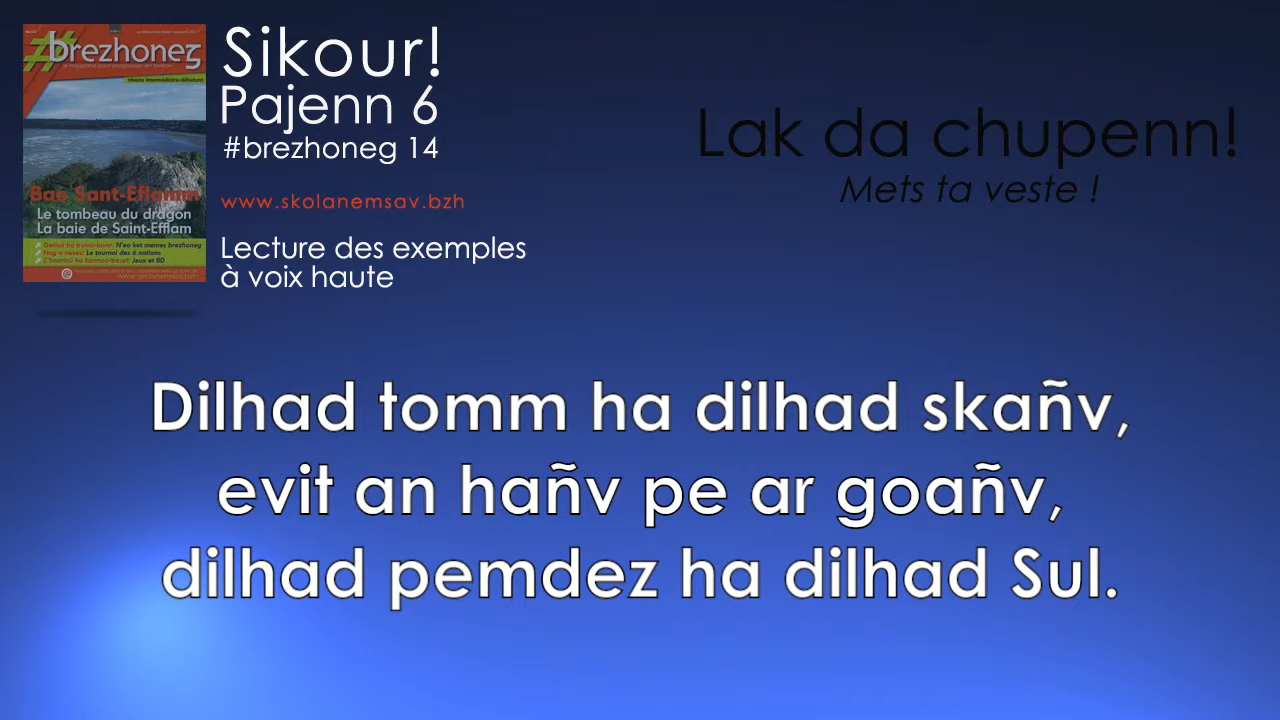 #brezhoneg
Bae Sant-Efflamm
Le tombeau du dragon
La baie de Saint-Efflam
Sikour!
Pajenn 6
#brezhoneg 14
www.skolanemsav.bzh
Lecture des exemples
à voix haute
Lak da chupenn!
Mets ta veste !
Dilhad tomm ha dilhad skañv,
evit an hañv pe ar goañv,
dilhad pemdez ha dilhad Sul.